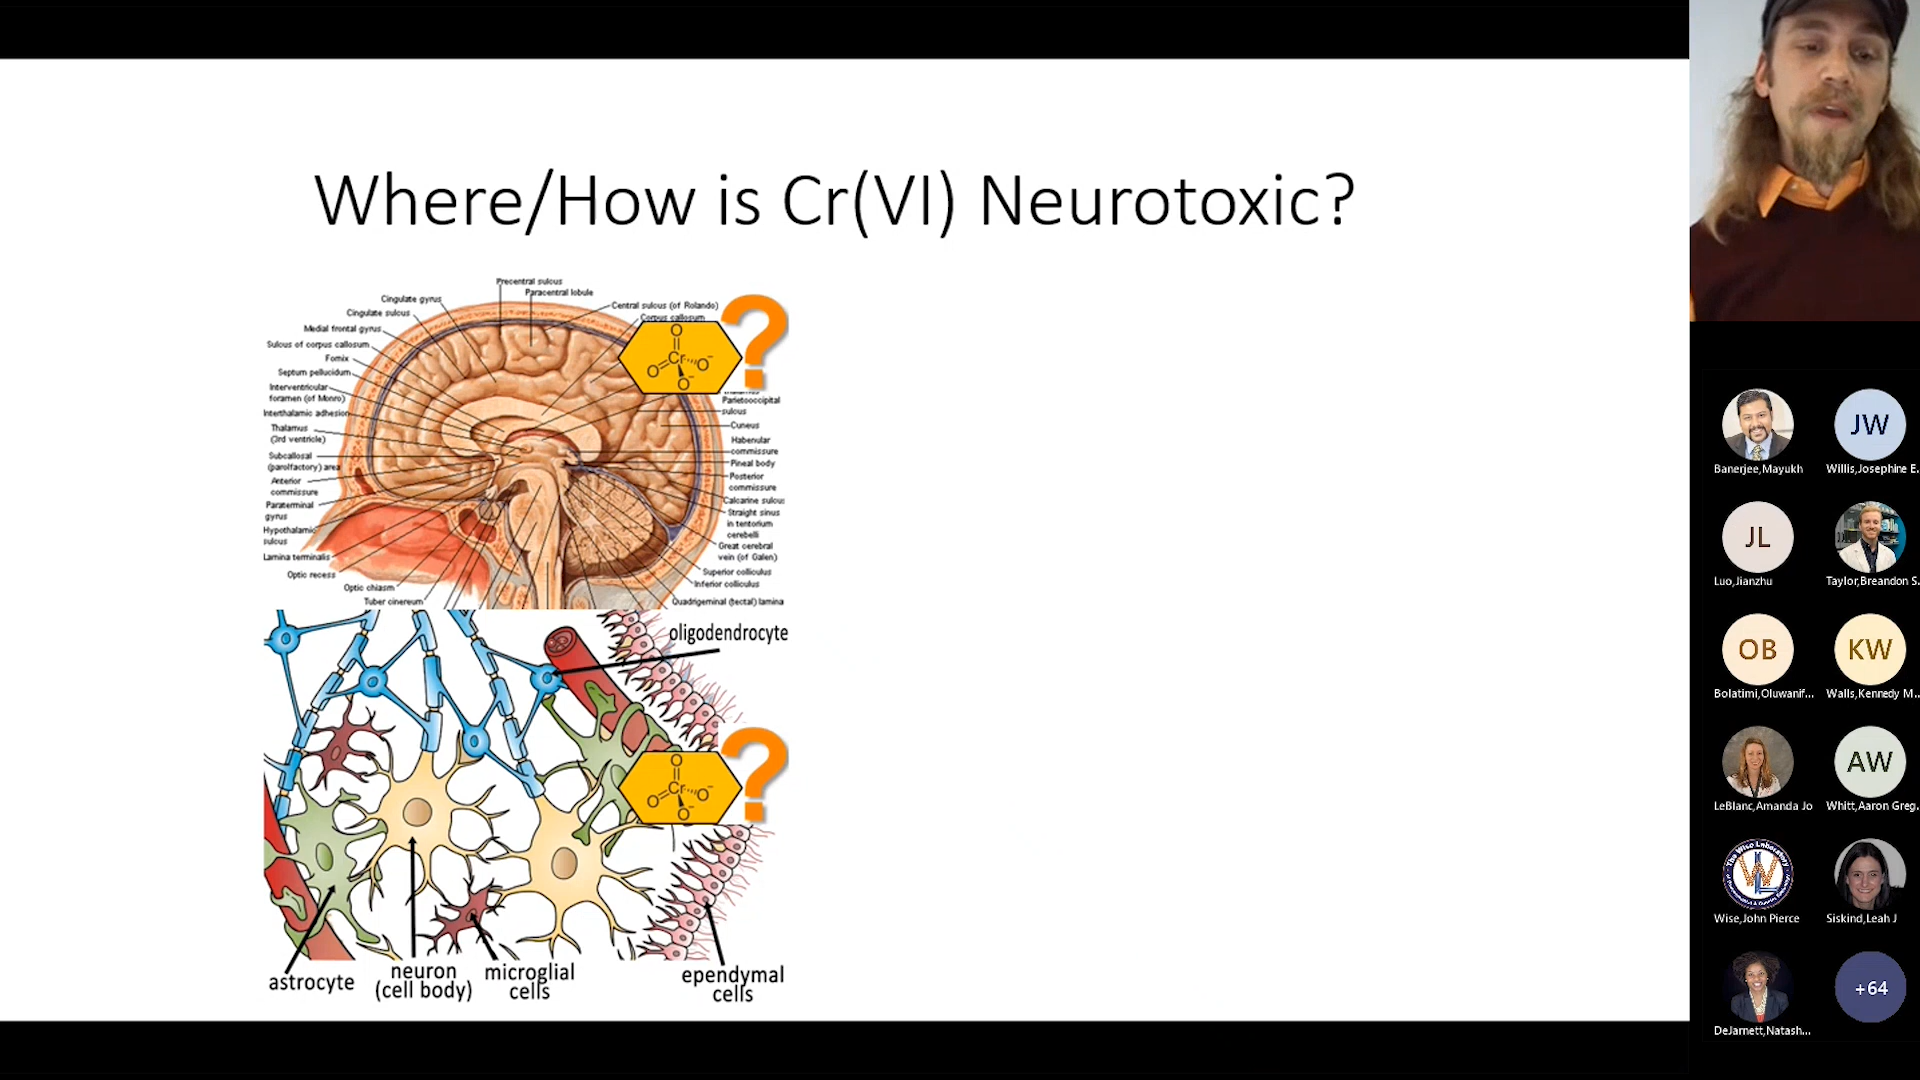 Where/How is Cr(VI) Neurotoxic?
Precentral sulcus
Paracentral lobule
Cingulate gyrus
Central sulcus (of Rolando)
Cingulate sulcus
Corpus callosum
Medial frontal gyrus
Sulcus of corpus callosum
Fornix
Septum pellucidum
Interventricular
foramen (of Monro)
Interthalamic adhesion
Thalamus
(3rd ventricle)
Subcallosal
(parolfactory) area
Anterior
commissure
Paraterminal
gyrus
Hypothalamic
sulcus
Lamina terminalis
Optic recess
Optic chiasm
Tuber cinereum
O
O Cr O⁻
O⁻
?
Parietooccipital
sulcus
Cuneus
Habenular
commissure
Pineal body
Posterior
commissure
Calcarine sulcus
Straight sinus
in tentorium
cerebelli
Great cerebral
vein (of Galen)
Superior colliculus
Inferior colliculus
Quadrigeminal (tectal) lamina
oligodendrocyte
O
O Cr O⁻
O⁻
?
astrocyte
neuron
(cell body)
microglial
cells
ependymal
cells
Banerjee,Mayukh
JW
Willis,Josephine E.
JL
Luo,Jianzhu
Taylor,Breandon S.
OB
Bolatimi,Oluwanif...
KW
Walls,Kennedy M...
LeBlanc,Amanda Jo
AW
Whitt,Aaron Greg.
The Wise Laboratory
Wise,John Pierce
Siskind,Leah J
DeJarnett,Natash...
+64